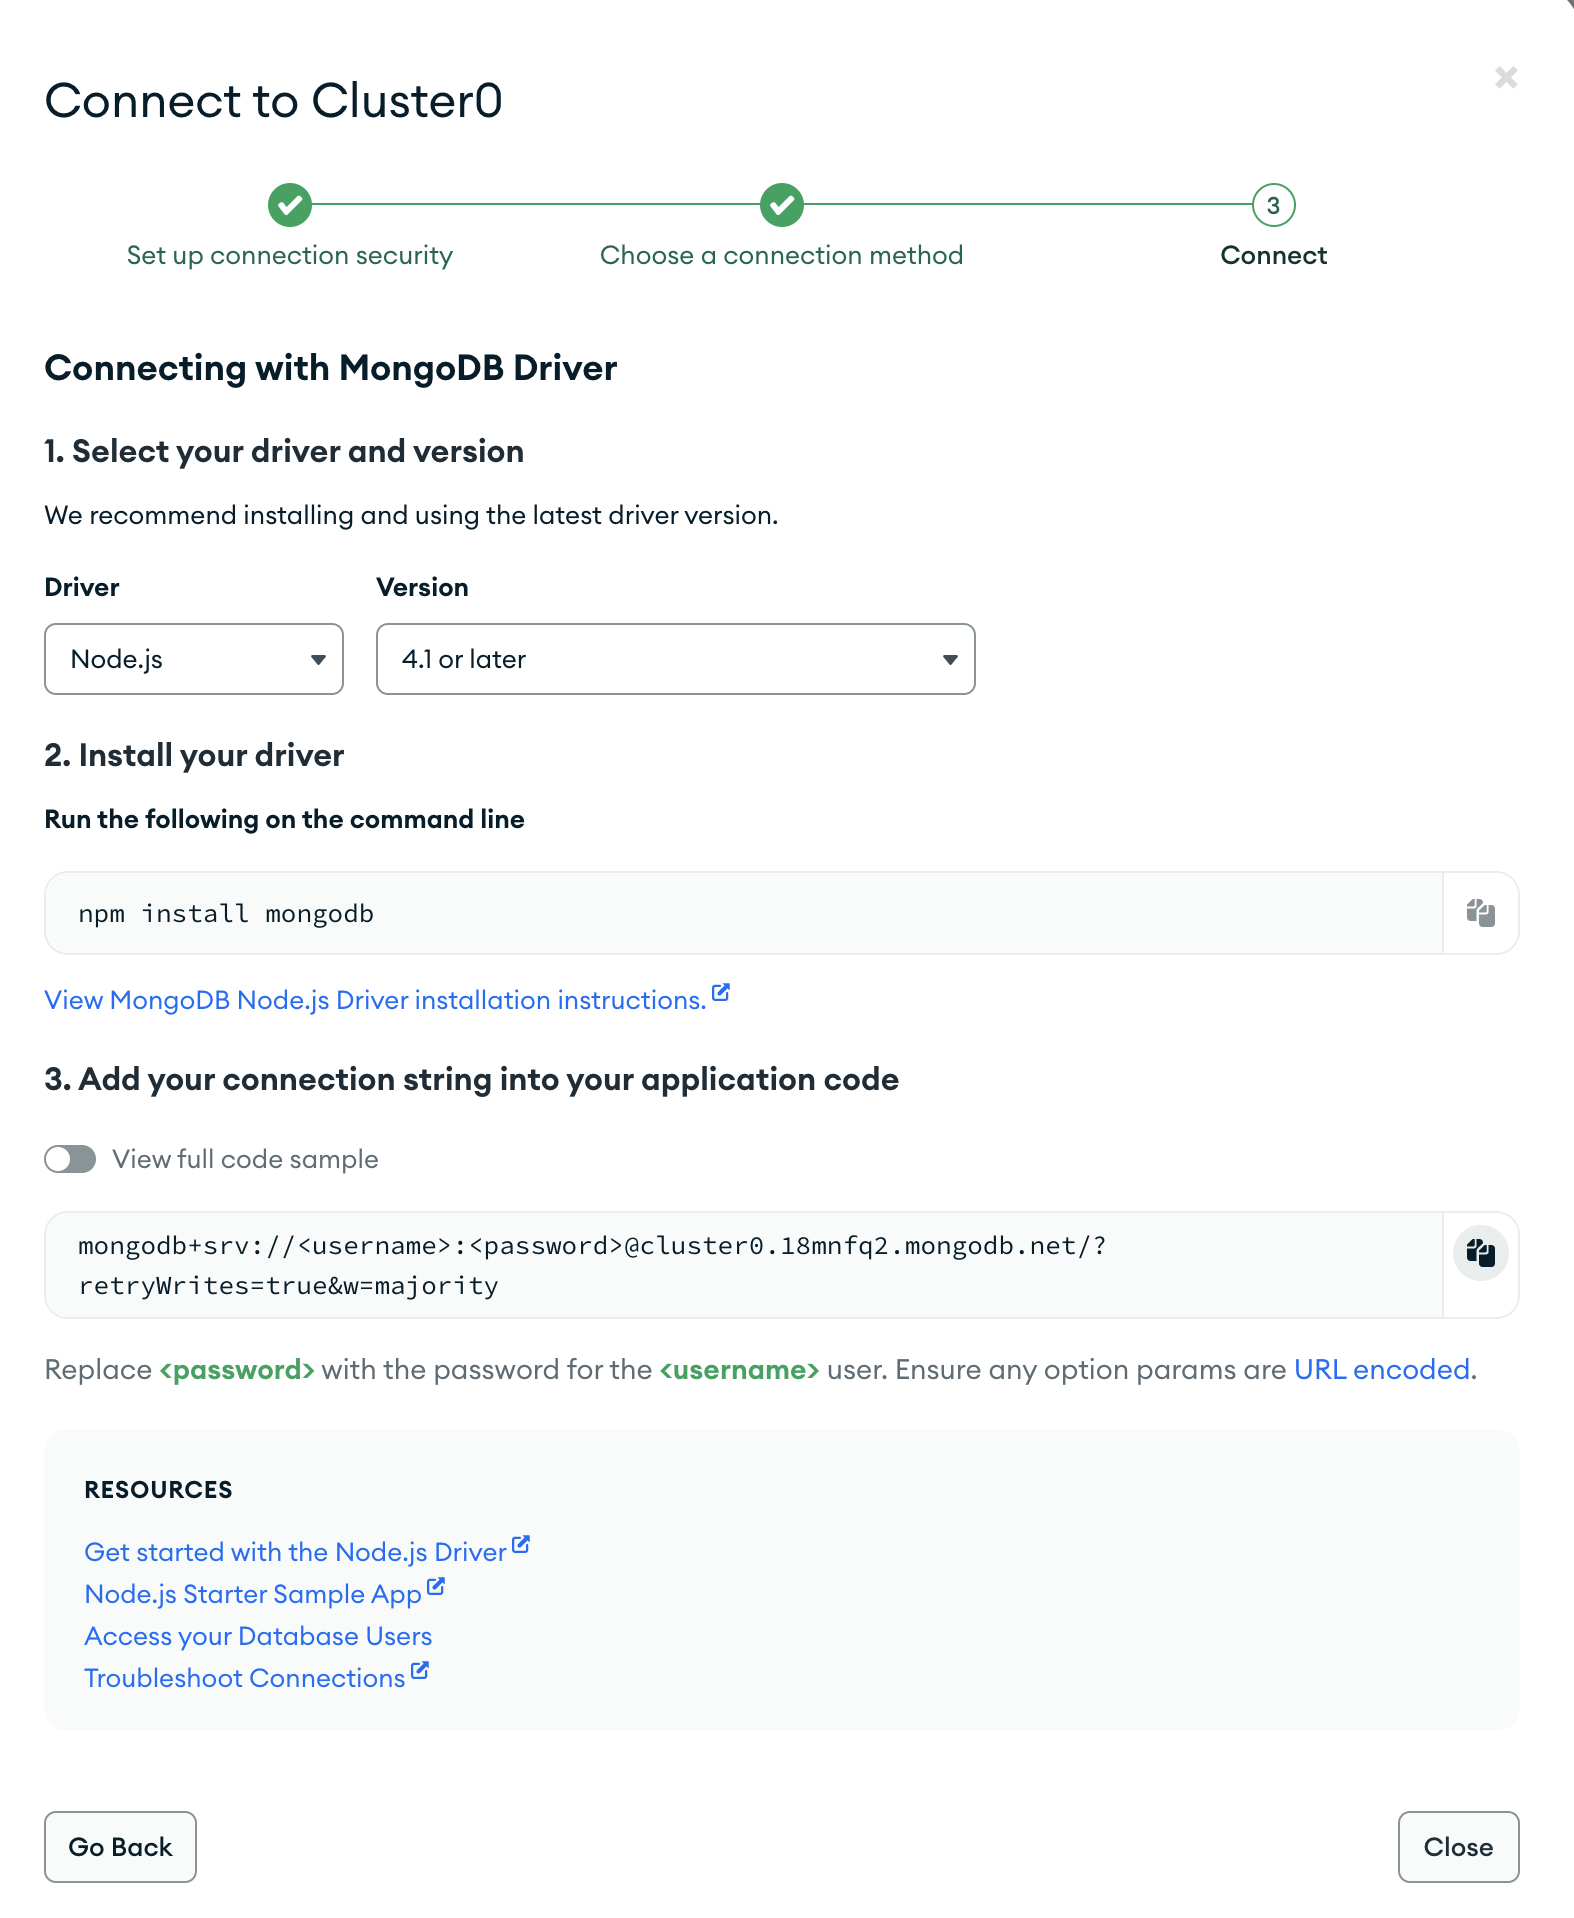 Connect to Cluster0
3
Set up connection security
Choose a connection method
Connect
Connecting with MongoDB Driver
1. Select your driver and version
We recommend installing and using the latest driver version.
Driver
Version
Node.js
4.1 or later
2. Install your driver
Run the following on the command line
npm install mongodb
View MongoDB Node.js Driver installation instructions.
3. Add your connection string into your application code
View full code sample
mongodb+srv://<username>:<password>@cluster0.18mnfq2.mongodb.net/?
retryWrites=true&w=majority
Replace <password> with the password for the <username> user. Ensure any option params are URL encoded.
RESOURCES
Get started with the Node.js Driver
Node.js Starter Sample App
Access your Database Users
Troubleshoot Connections
Go Back
Close